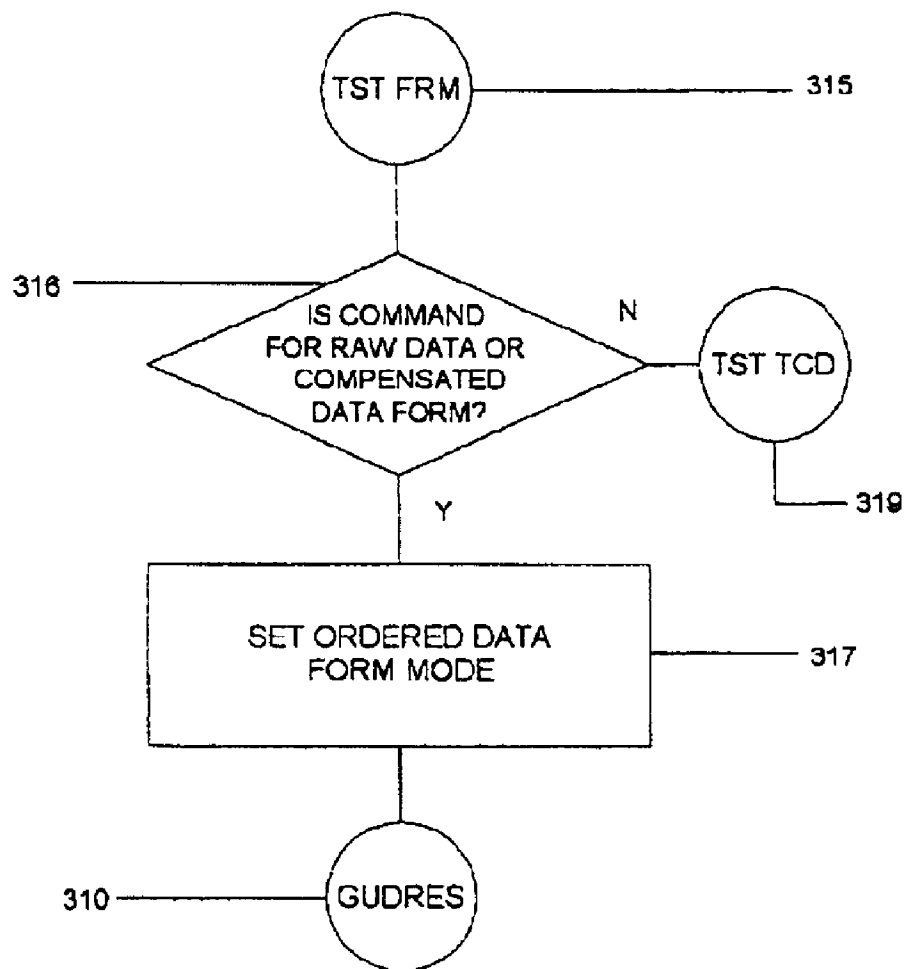 TST FRM
315
316
IS COMMAND
FOR RAW DATA OR
COMPENSATED
DATA FORM?
N
TST TCD
319
Y
SET ORDERED DATA
FORM MODE
317
310
GUDRES